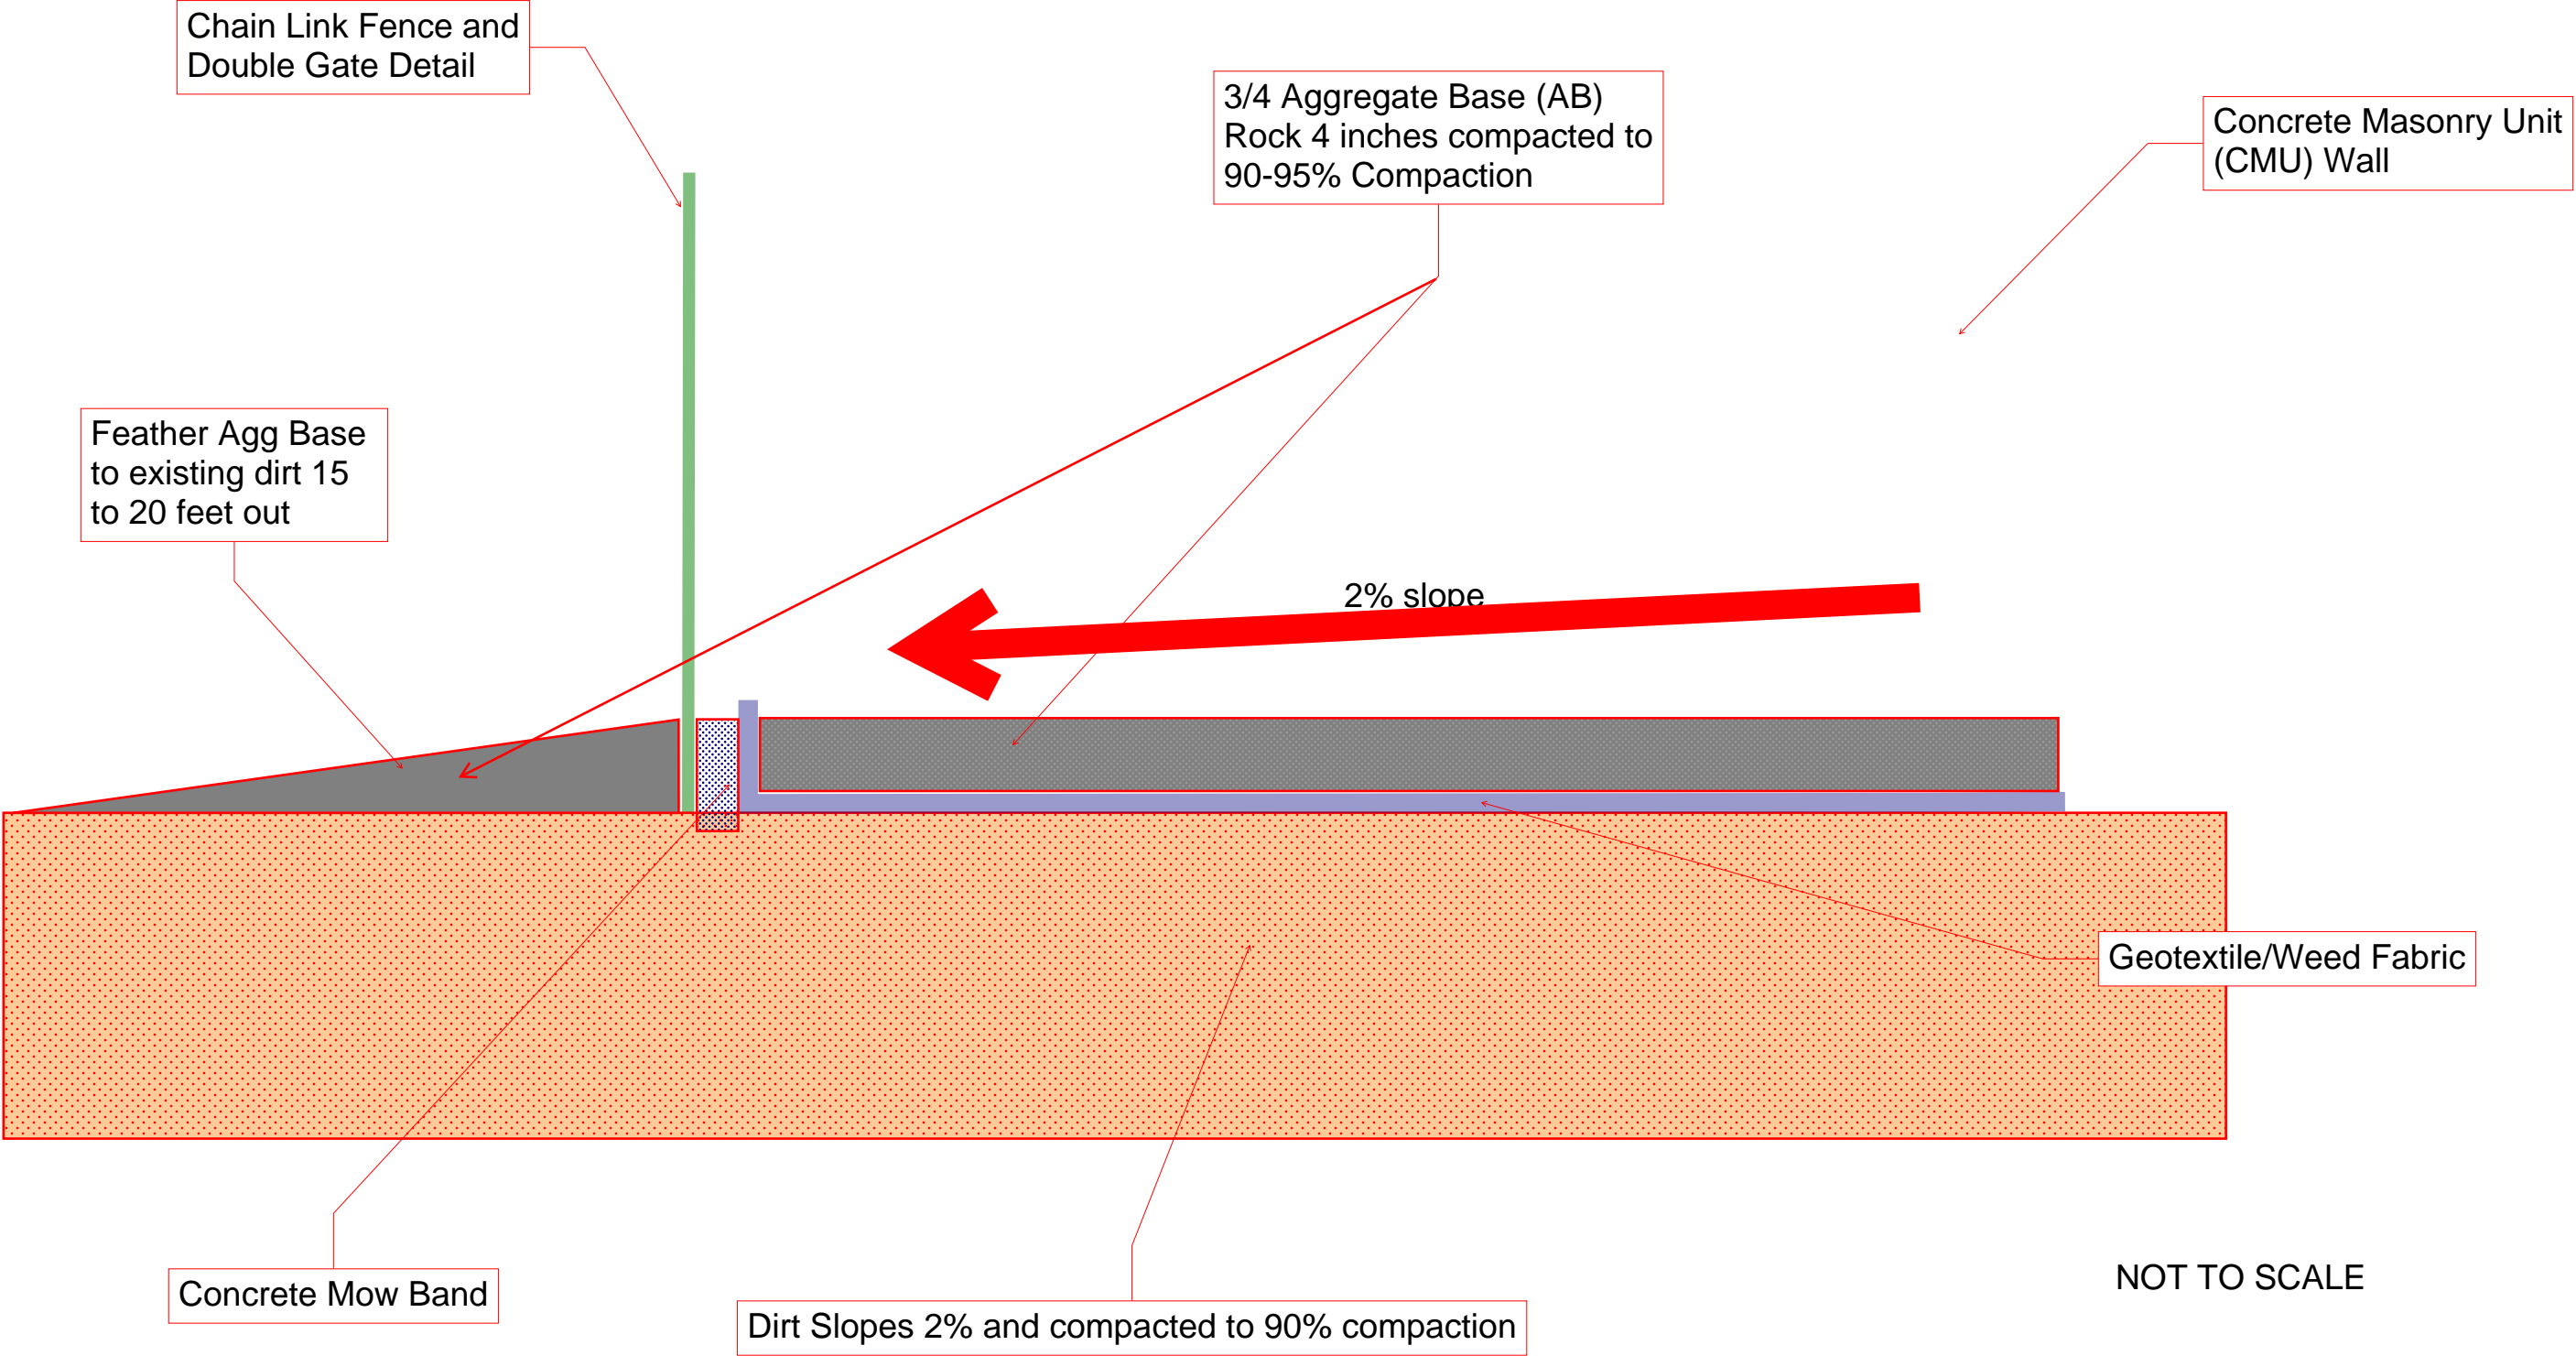 Chain Link Fence and
Double Gate Detail
3/4 Aggregate Base (AB)
Rock 4 inches compacted to
90-95% Compaction
Concrete Masonry Unit
(CMU) Wall
Feather Agg Base
to existing dirt 15
to 20 feet out
2% slope
Geotextile/Weed Fabric
Concrete Mow Band
Dirt Slopes 2% and compacted to 90% compaction
NOT TO SCALE